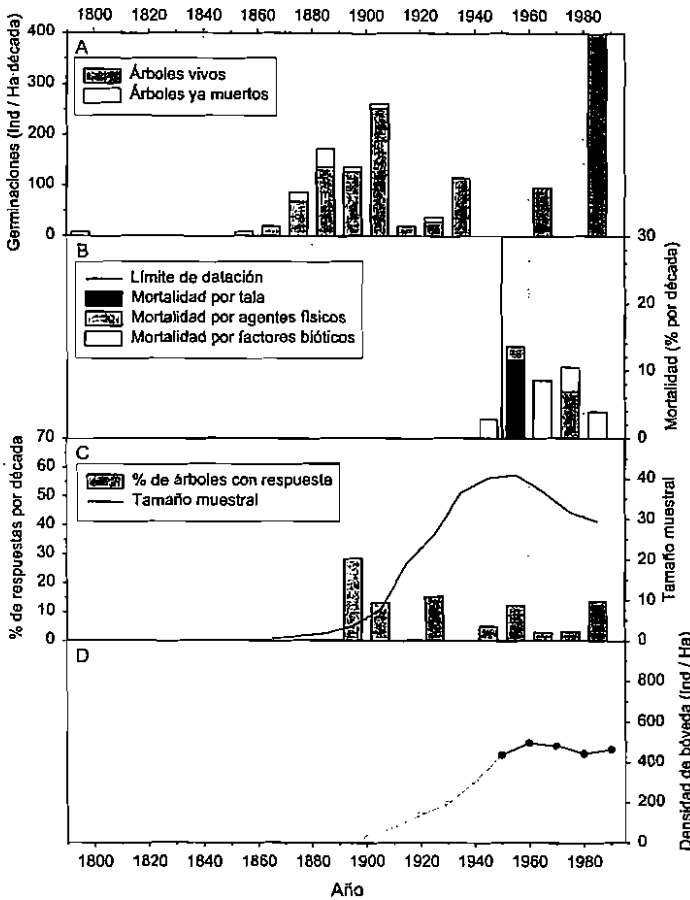 1800 1820 1840 1860 1880 1900 1920 1940 1960 1980
A
Árboles vivos
Árboles ya muertos
Germinaciones (Ind / Ha·década)
400
300
200
100
0
B
Límite de datación
Mortalidad por tala
Mortalidad por agentes físicos
Mortalidad por factores bióticos
30
20
10
0
Mortalidad (% por década)
C
% de árboles con respuesta
Tamaño muestral
% de respuestas por década
70
60
50
40
30
20
10
0
40
30
20
10
0
Tamaño muestral
D
800
600
400
200
0
Densidad de bóveda (Ind / Ha)
1800 1820 1840 1860 1880 1900 1920 1940 1960 1980
Año